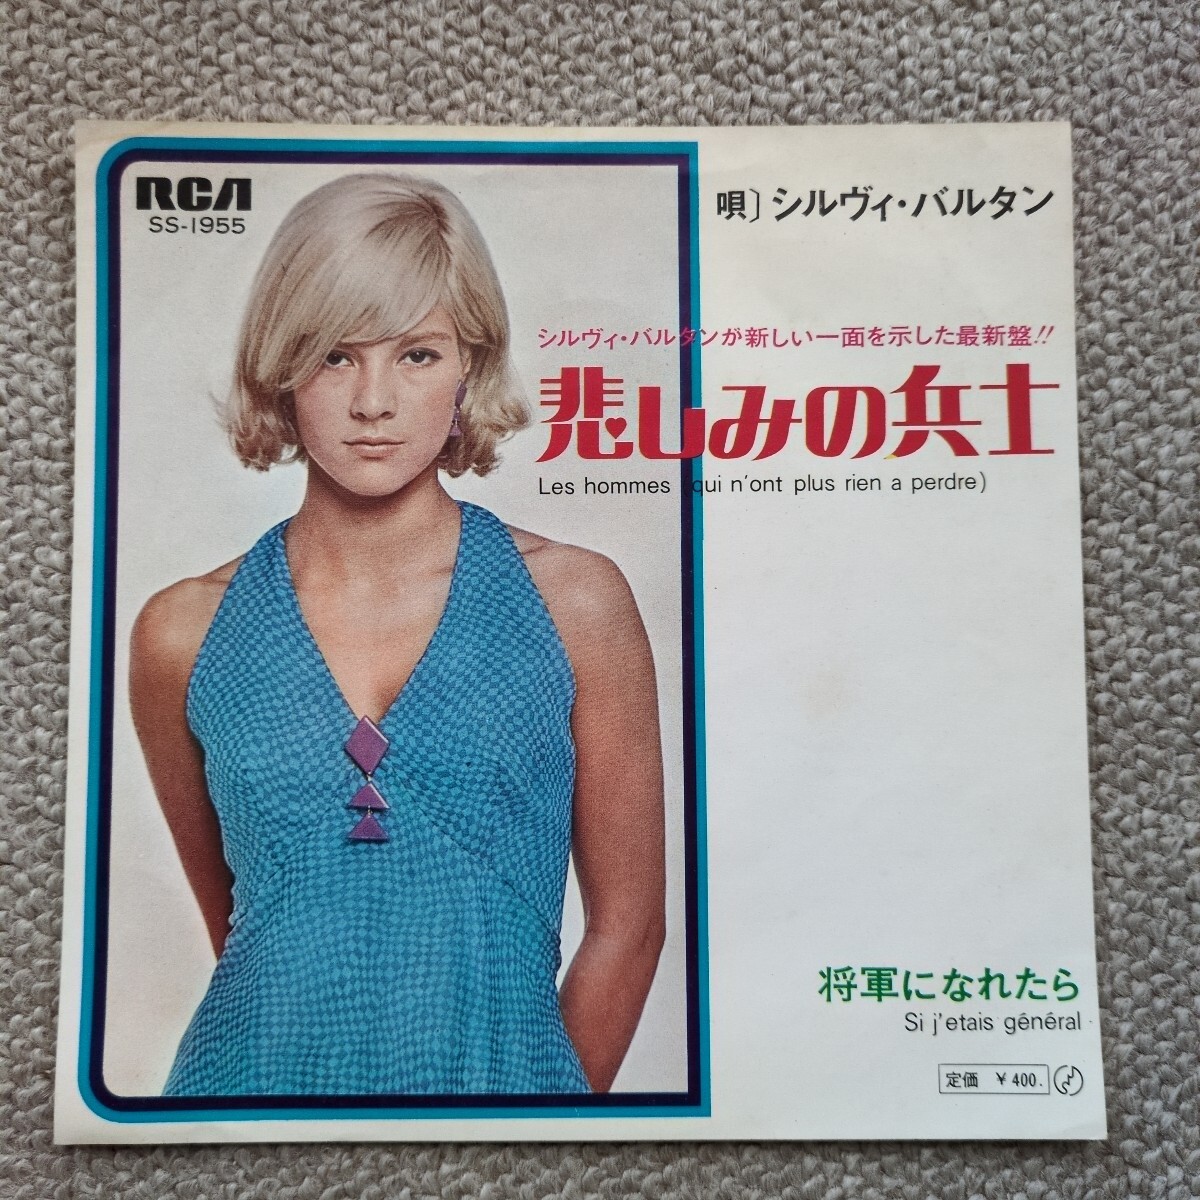 RCA
SS-1955
唄〕シルヴィ・バルタン
シルヴィ・バルタンが新しい一面を示した最新盤!!
悲しみの兵士
Les hommes (qui n'ont plus rien a perdre)
将軍になれたら
Si j'etais général
定価 ¥400.